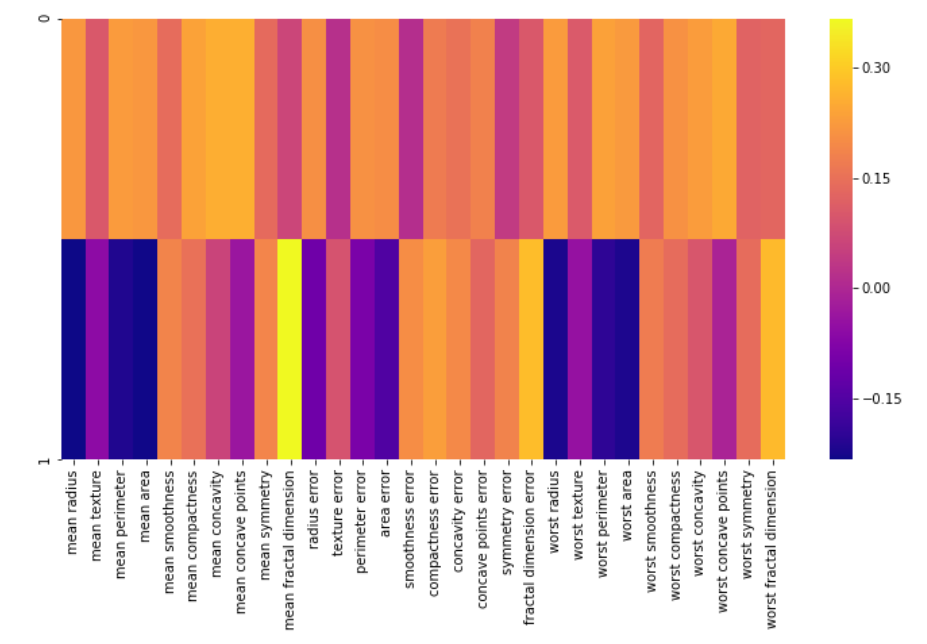 0
1
mean radius
mean texture
mean perimeter
mean area
mean smoothness
mean compactness
mean concavity
mean concave points
mean symmetry
mean fractal dimension
radius error
texture error
perimeter error
area error
smoothness error
compactness error
concavity error
concave points error
symmetry error
fractal dimension error
worst radius
worst texture
worst perimeter
worst area
worst smoothness
worst compactness
worst concavity
worst concave points
worst symmetry
worst fractal dimension
0.30
0.15
0.00
−0.15